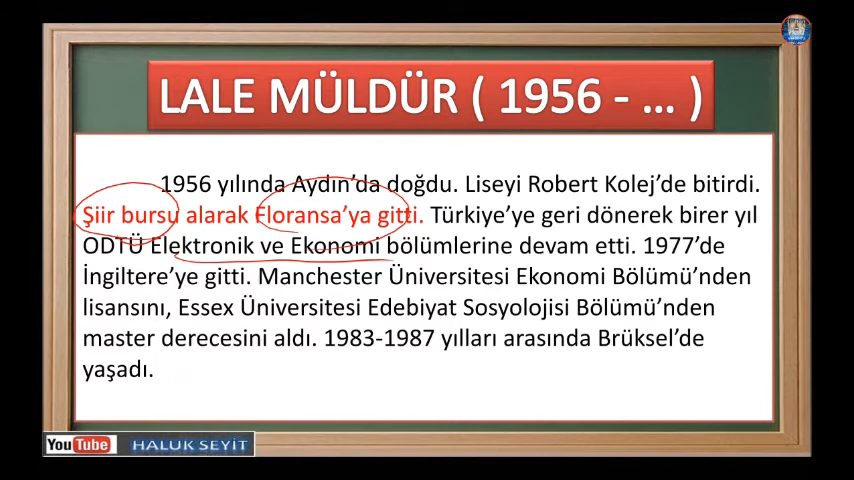 LALE MÜLDÜR ( 1956 - ... )
1956 yılında Aydın'da doğdu. Liseyi Robert Kolej'de bitirdi.
Şiir bursu alarak Floransa'ya gitti. Türkiye'ye geri dönerek birer yıl
ODTÜ Elektronik ve Ekonomi bölümlerine devam etti. 1977'de
İngiltere'ye gitti. Manchester Üniversitesi Ekonomi Bölümü'nden
lisansını, Essex Üniversitesi Edebiyat Sosyolojisi Bölümü'nden
master derecesini aldı. 1983-1987 yılları arasında Brüksel'de
yaşadı.
YouTube HALUK SEYİT